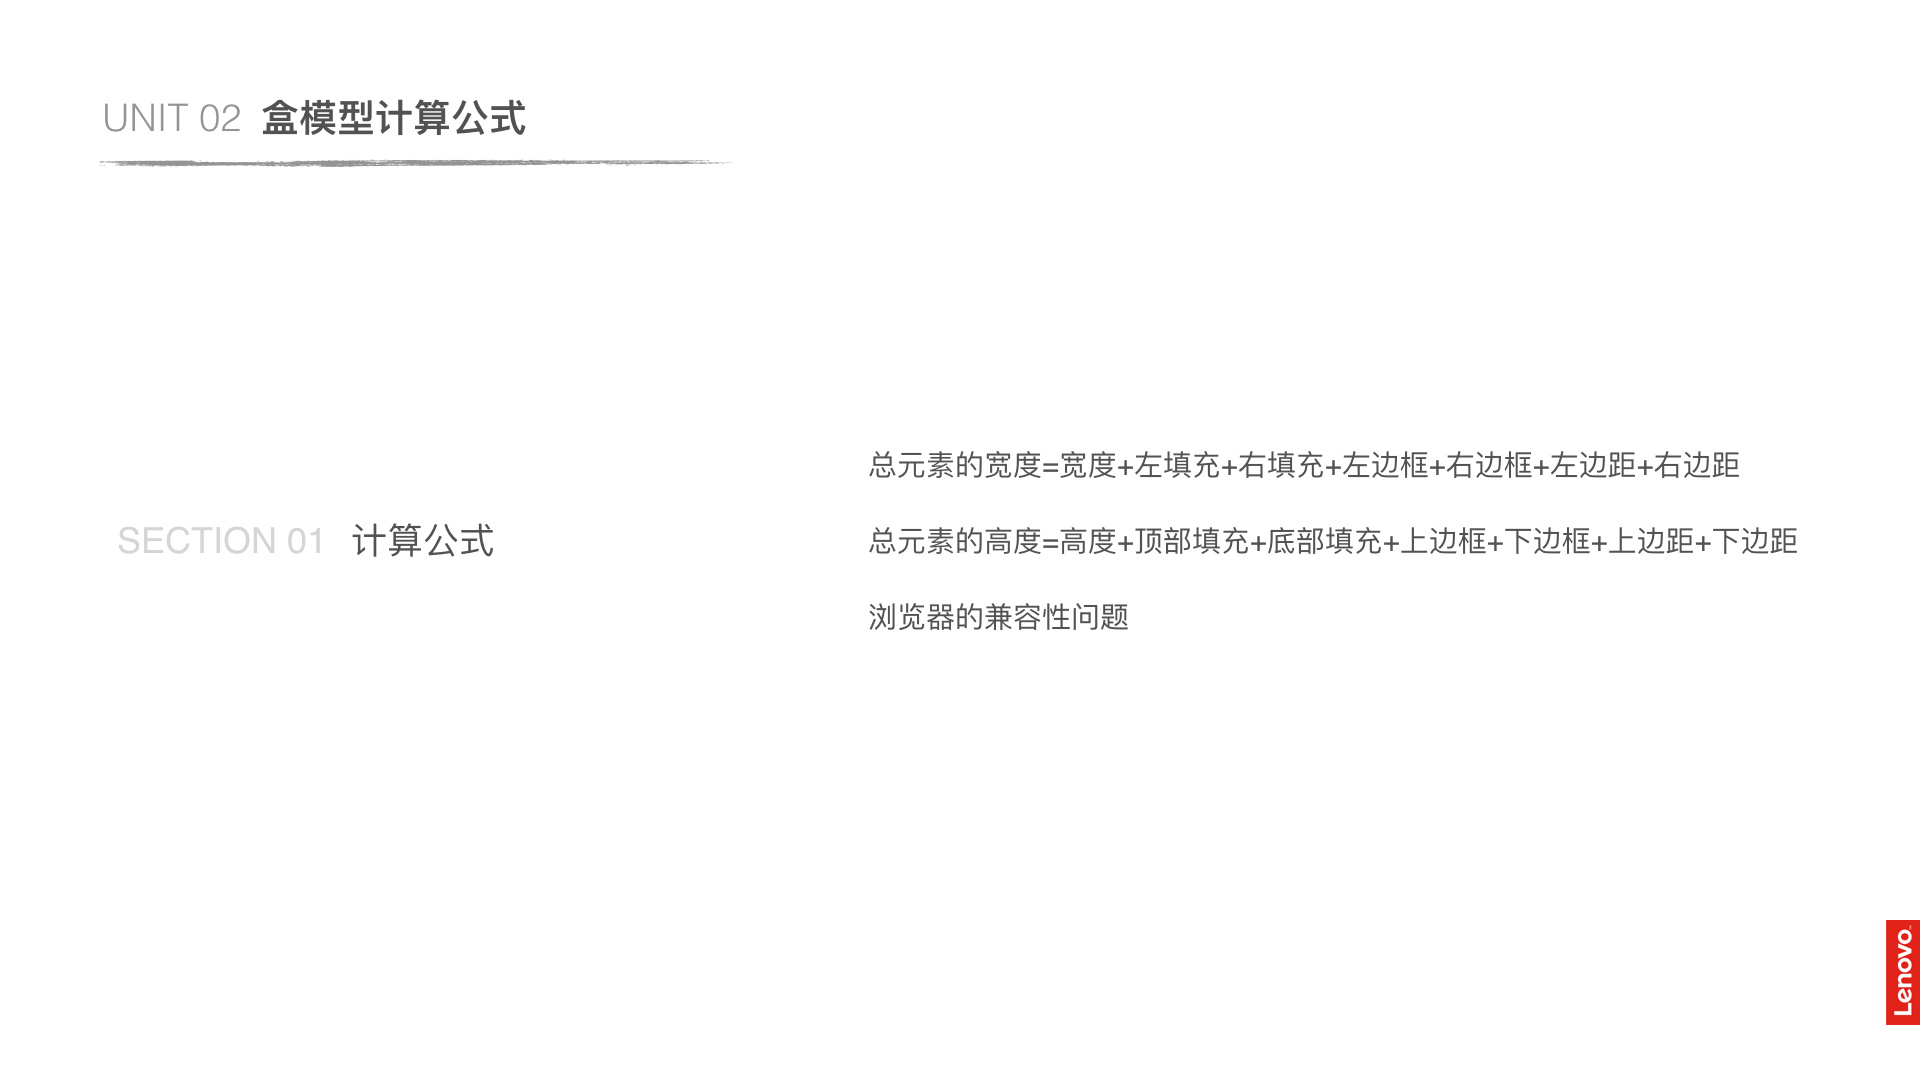 UNIT 02 盒模型计算公式
SECTION 01 计算公式
总元素的宽度=宽度+左填充+右填充+左边框+右边框+左边距+右边距
总元素的高度=高度+顶部填充+底部填充+上边框+下边框+上边距+下边距
浏览器的兼容性问题
Lenovo